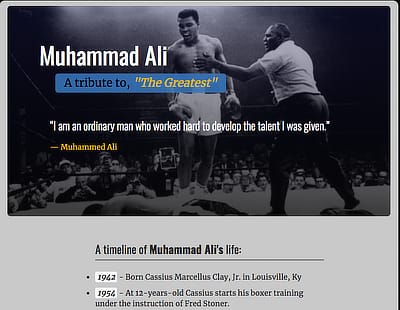 Muhammad Ali
A tribute to, "The Greatest"
“I am an ordinary man who worked hard to develop the talent I was given.”
— Muhammed Ali
A timeline of Muhammad Ali's life:
• 1942 - Born Cassius Marcellus Clay, Jr. in Louisville, Ky
• 1954 - At 12-years-old Cassius starts his boxer training
under the instruction of Fred Stoner.